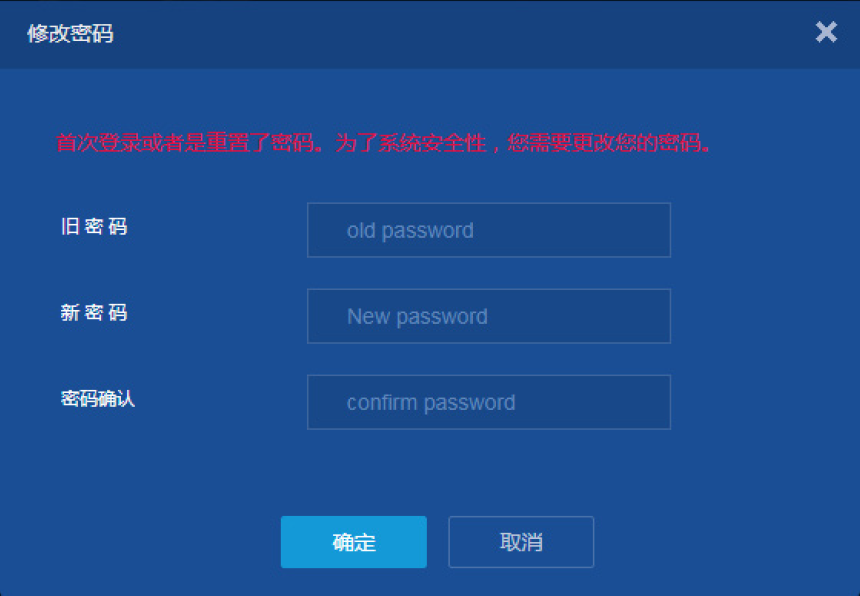 修改密码
首次登录或者是重置了密码。为了系统安全性，您需要更改您的密码。
旧 密 码
old password
新 密 码
New password
密码确认
confirm password
确定
取消